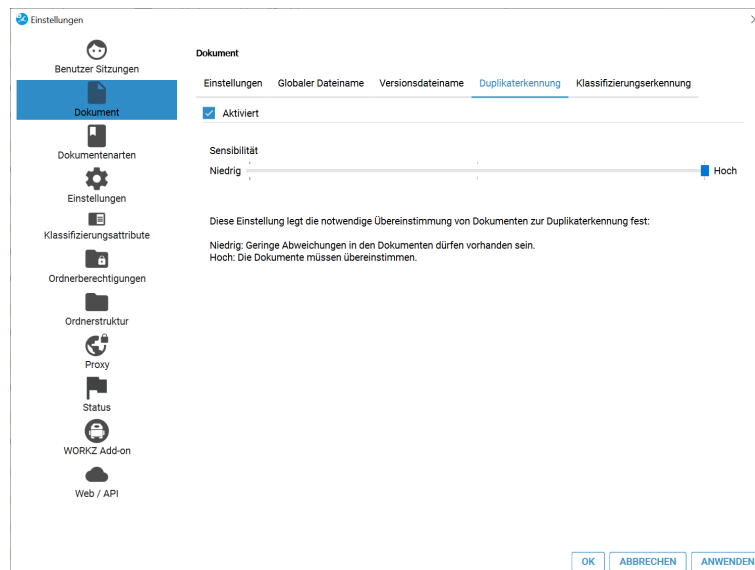 Einstellungen
Benutzer Sitzungen
Dokument
Dokumentenarten
Einstellungen
Klassifizierungsattribute
Ordnerberechtigungen
Ordnerstruktur
Proxy
Status
WORKZ Add-on
Web / API
Dokument
Einstellungen Globaler Dateiname Versionsdateiname Duplikaterkennung Klassifizierungserkennung
Aktiviert
Sensibilität
Niedrig Hoch
Diese Einstellung legt die notwendige Übereinstimmung von Dokumenten zur Duplikaterkennung fest:
Niedrig: Geringe Abweichungen in den Dokumenten dürfen vorhanden sein.
Hoch: Die Dokumente müssen übereinstimmen.
OK ABBRECHEN ANWENDEN